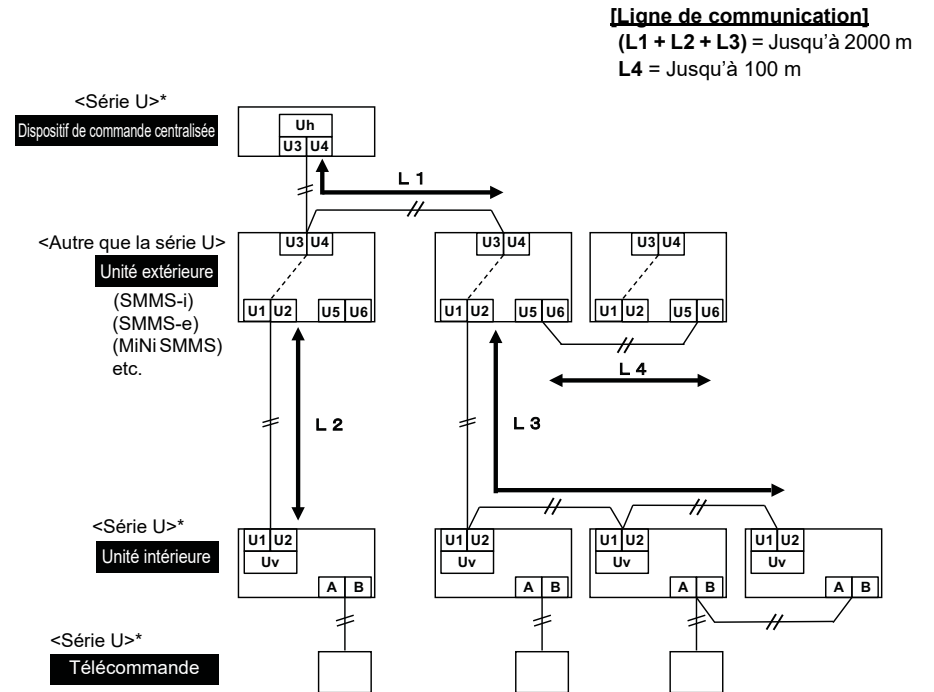 [Ligne de communication]
(L1 + L2 + L3) = Jusqu'à 2000 m
L4 = Jusqu'à 100 m
<Série U>*
Dispositif de commande centralisée
Uh
U3 U4
L 1
<Autre que la série U>
Unité extérieure
(SMMS-i)
(SMMS-e)
(MiNi SMMS)
etc.
U3 U4
U1 U2
U5 U6
U3 U4
U1 U2
U5 U6
U3 U4
U1 U2
U5 U6
L 4
L 2
L 3
<Série U>*
Unité intérieure
U1 U2
Uv
A B
U1 U2
Uv
A B
U1 U2
Uv
A B
U1 U2
Uv
A B
<Série U>*
Télécommande